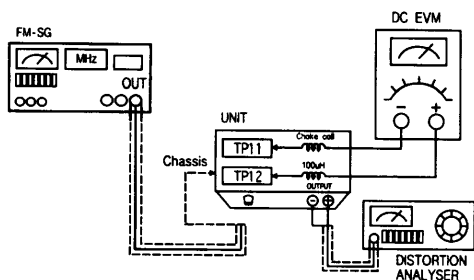 FM-SG
MHz
OUT
DC EVM
− +
UNIT
TP11
Choke coil
Chassis
TP12
100μH
OUTPUT
− +
DISTORTION
ANALYSER